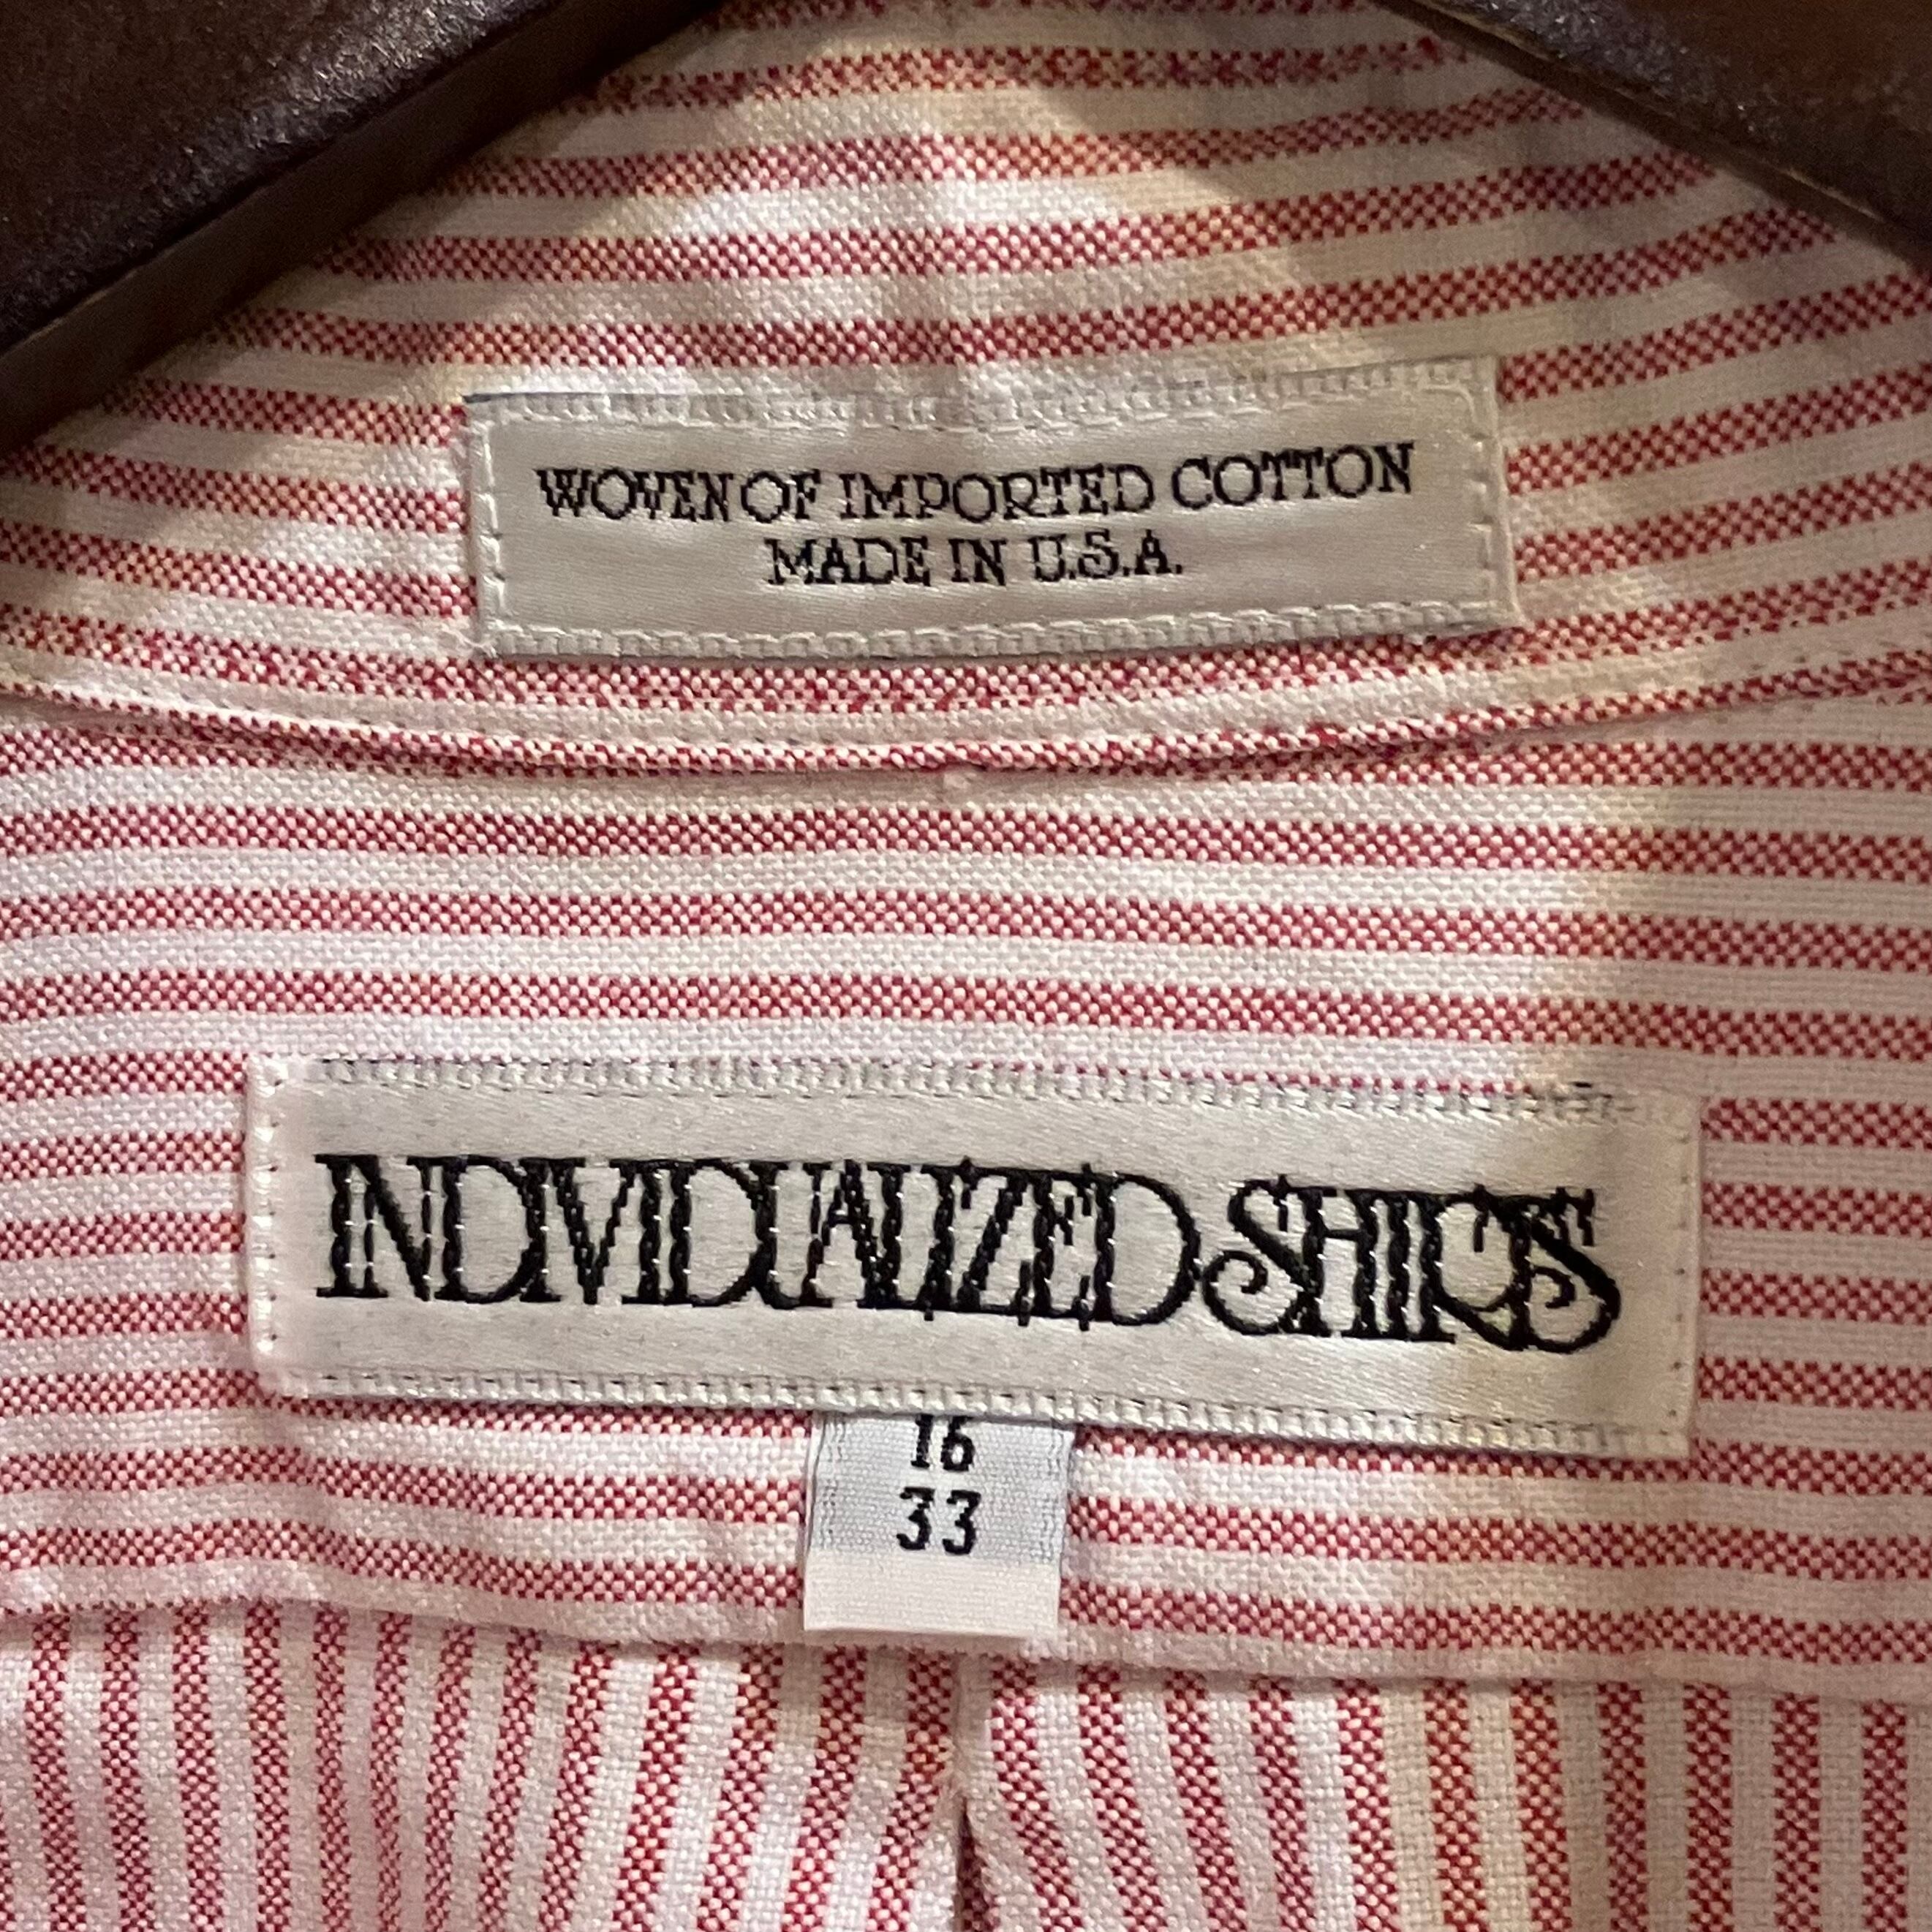 WOVEN OF IMPORTED COTTON
MADE IN U.S.A.
INDIVIDUALIZED SHIRTS
16
33